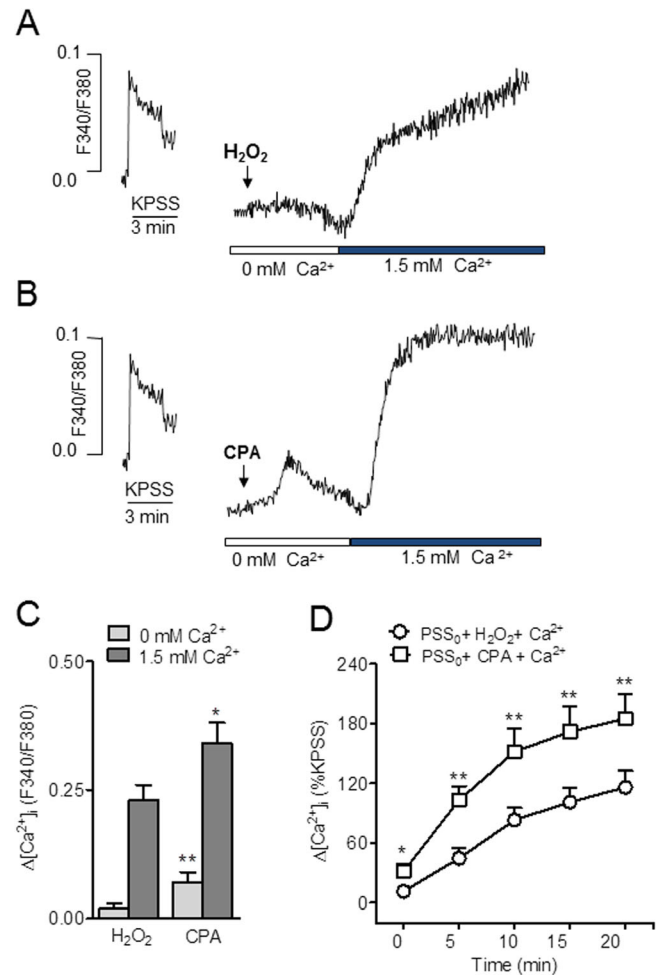 A
0.1
F340/F380
0.0
KPSS
3 min
H₂O₂
0 mM Ca²⁺
1.5 mM Ca²⁺
B
0.1
F340/F380
0.0
KPSS
3 min
CPA
0 mM Ca²⁺
1.5 mM Ca²⁺
C
0 mM Ca²⁺
1.5 mM Ca²⁺
0.50
0.25
0.00
Δ[Ca²⁺]ᵢ (F340/F380)
**
*
H₂O₂
CPA
D
PSS₀+ H₂O₂+ Ca²⁺
PSS₀+ CPA + Ca²⁺
240
180
120
60
0
Δ[Ca²⁺]ᵢ (%KPSS)
*
**
**
**
**
0 5 10 15 20
Time (min)